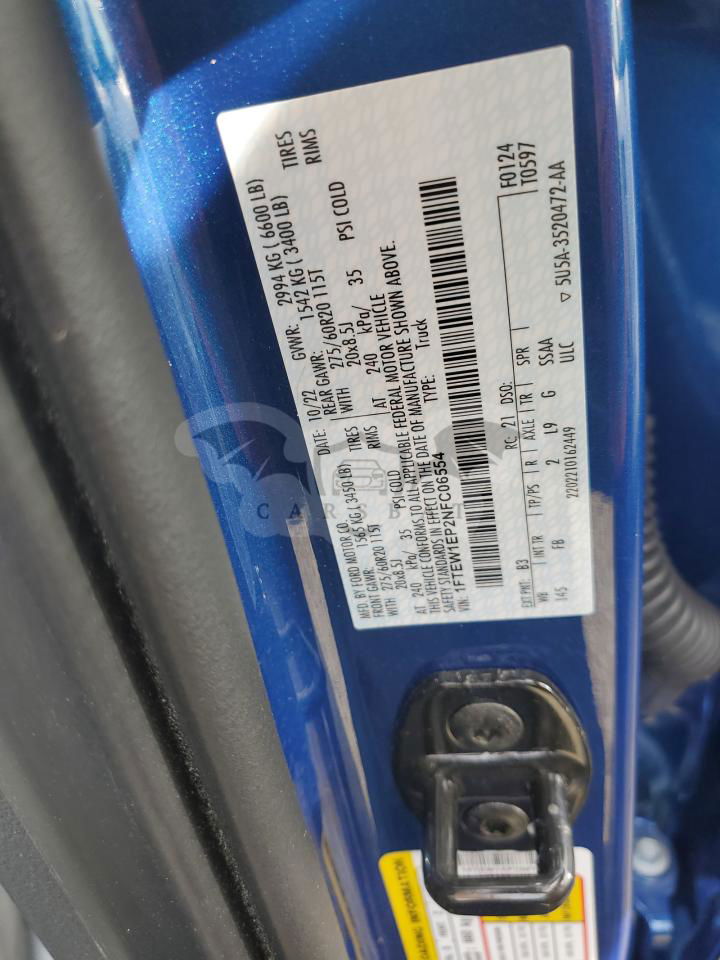 MFD. BY FORD MOTOR CO.
DATE: 10/22 GVWR: 2994 KG ( 6600 LB)
FRONT GAWR: 1565 KG ( 3450 LB) REAR GAWR: 1542 KG ( 3400 LB)
275/60R20 115T TIRES WITH 275/60R20 115T TIRES
WITH 20x8.5J RIMS 20x8.5J RIMS
AT 240 kPa/ 35 PSI COLD AT 240 kPa/ 35 PSI COLD
THIS VEHICLE CONFORMS TO ALL APPLICABLE FEDERAL MOTOR VEHICLE
SAFETY STANDARDS IN EFFECT ON THE DATE OF MANUFACTURE SHOWN ABOVE.
VIN: 1FTEW1EP2NFC06554 TYPE: Truck
F0124
T0597
EXT PNT: B3 RC: 21 DSO:
WB INT TR TP/PS R AXLE TR SPR
145 FB 2 L9 G SSAA
2202210162449 ULC
▽ 5U5A-3520472-AA
CARSB
LOADING INFORMATION